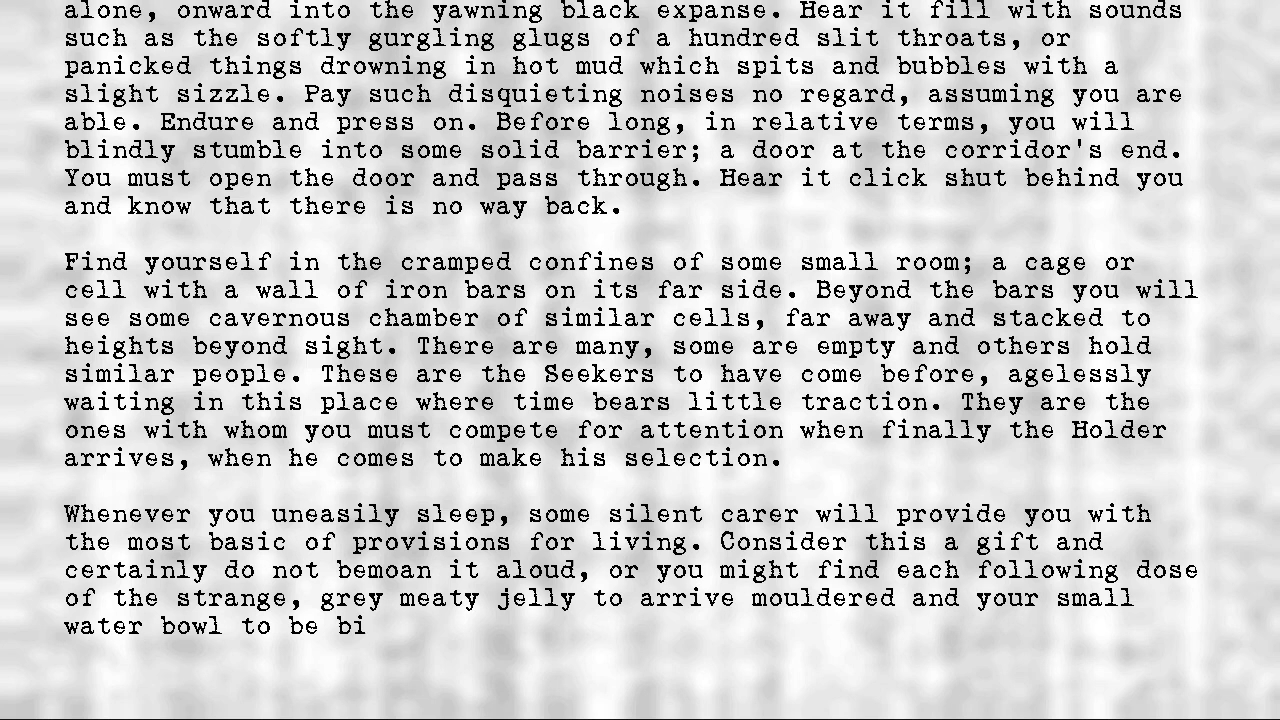 alone, onward into the yawning black expanse. Hear it fill with sounds
such as the softly gurgling glugs of a hundred slit throats, or
panicked things drowning in hot mud which spits and bubbles with a
slight sizzle. Pay such disquieting noises no regard, assuming you are
able. Endure and press on. Before long, in relative terms, you will
blindly stumble into some solid barrier; a door at the corridor's end.
You must open the door and pass through. Hear it click shut behind you
and know that there is no way back.

Find yourself in the cramped confines of some small room; a cage or
cell with a wall of iron bars on its far side. Beyond the bars you will
see some cavernous chamber of similar cells, far away and stacked to
heights beyond sight. There are many, some are empty and others hold
similar people. These are the Seekers to have come before, agelessly
waiting in this place where time bears little traction. They are the
ones with whom you must compete for attention when finally the Holder
arrives, when he comes to make his selection.

Whenever you uneasily sleep, some silent carer will provide you with
the most basic of provisions for living. Consider this a gift and
certainly do not bemoan it aloud, or you might find each following dose
of the strange, grey meaty jelly to arrive mouldered and your small
water bowl to be bi